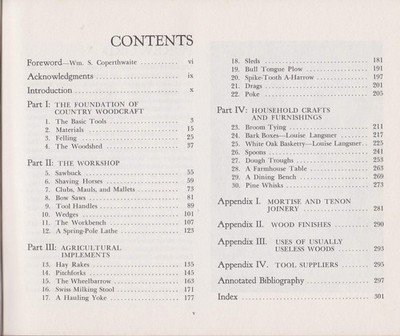 CONTENTS
Foreword—Wm. S. Coperthwaite vi
Acknowledgments ix
Introduction x
Part I: THE FOUNDATION OF
COUNTRY WOODCRAFT
1. The Basic Tools 3
2. Materials 15
3. Felling 25
4. The Woodshed 37
Part II: THE WORKSHOP
5. Sawbuck 55
6. Shaving Horses 59
7. Clubs, Mauls, and Mallets 73
8. Bow Saws 81
9. Tool Handles 89
10. Wedges 101
11. The Workbench 107
12. A Spring-Pole Lathe 123
Part III: AGRICULTURAL
IMPLEMENTS
13. Hay Rakes 135
14. Pitchforks 145
15. The Wheelbarrow 163
16. Swiss Milking Stool 171
17. A Hauling Yoke 177
18. Sleds 181
19. Bull Tongue Plow 191
20. Spike-Tooth A-Harrow 197
21. Drags 201
22. Poke 205
Part IV: HOUSEHOLD CRAFTS
AND FURNISHINGS
23. Broom Tying 211
24. Bark Boxes—Louise Langsner 217
25. White Oak Basketry—Louise Langsner 225
26. Spoons 241
27. Dough Troughs 253
28. A Farmhouse Table 263
29. A Dining Bench 269
30. Pine Whisks 273
Appendix I. MORTISE AND TENON
JOINERY 281
Appendix II. WOOD FINISHES 290
Appendix III. USES OF USUALLY
USELESS WOODS 293
Appendix IV. TOOL SUPPLIERS 295
Annotated Bibliography 297
Index 301
v